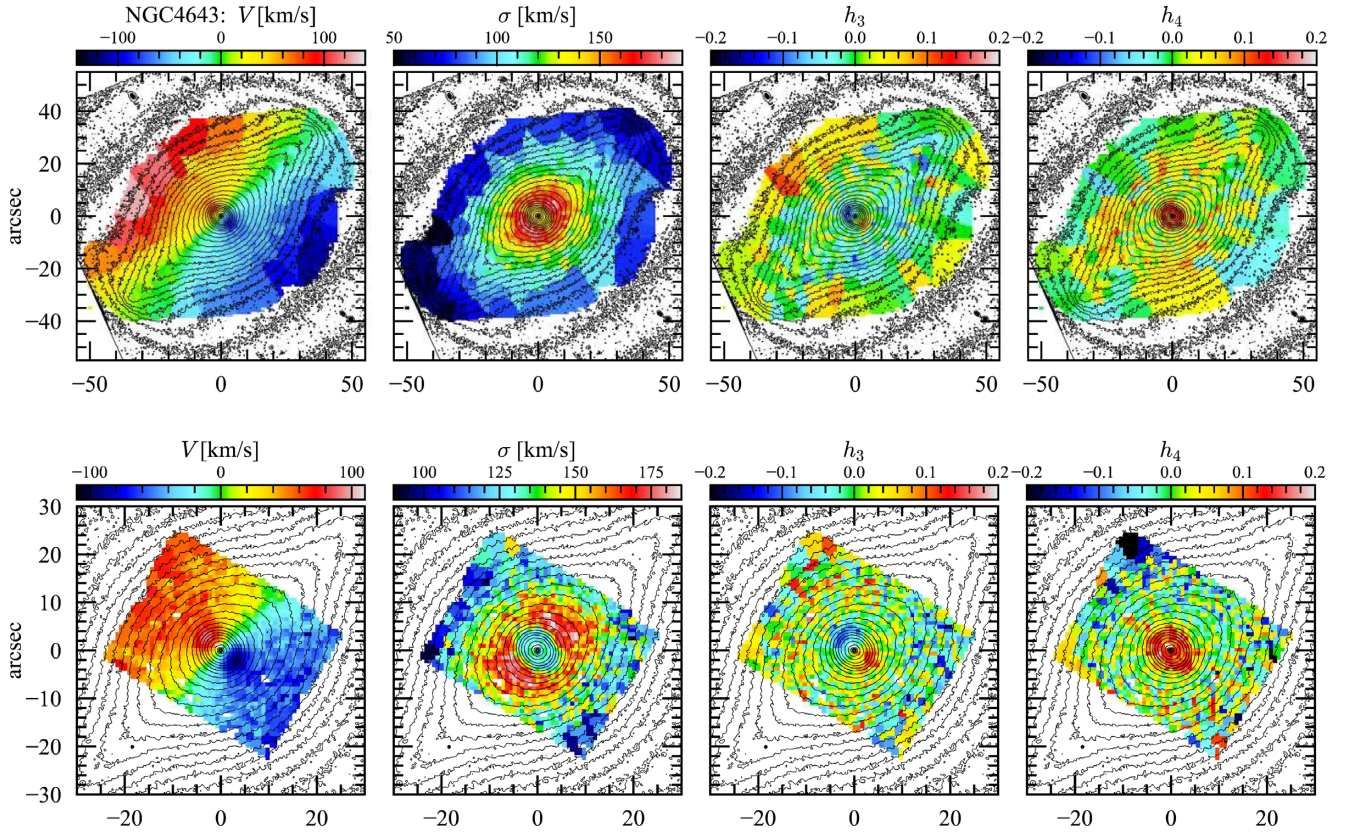 NGC4643: V [km/s]
σ [km/s]
h₃
h₄
−100 0 100
50 100 150
−0.2 −0.1 0.0 0.1 0.2
−0.2 −0.1 0.0 0.1 0.2
arcsec
40
20
0
−20
−40
−50 0 50
−50 0 50
−50 0 50
−50 0 50
V [km/s]
σ [km/s]
h₃
h₄
−100 0 100
100 125 150 175
−0.2 −0.1 0.0 0.1 0.2
−0.2 −0.1 0.0 0.1 0.2
arcsec
30
20
10
0
−10
−20
−30
−20 0 20
−20 0 20
−20 0 20
−20 0 20